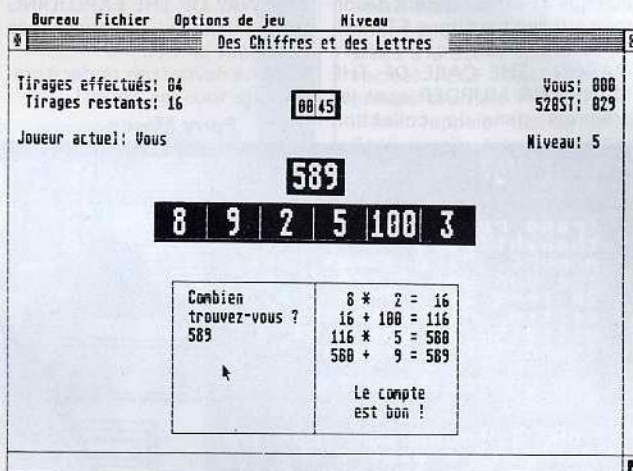 Bureau Fichier Options de jeu Niveau
Des Chiffres et des Lettres
Tirages effectués: 04
Tirages restants: 16
00 45
Vous: 000
520ST: 029
Joueur actuel: Vous
Niveau: 5
589
8 9 2 5 100 3
Combien
trouvez-vous ?
589
8 * 2 = 16
16 + 100 = 116
116 * 5 = 580
580 + 9 = 589
Le compte
est bon !